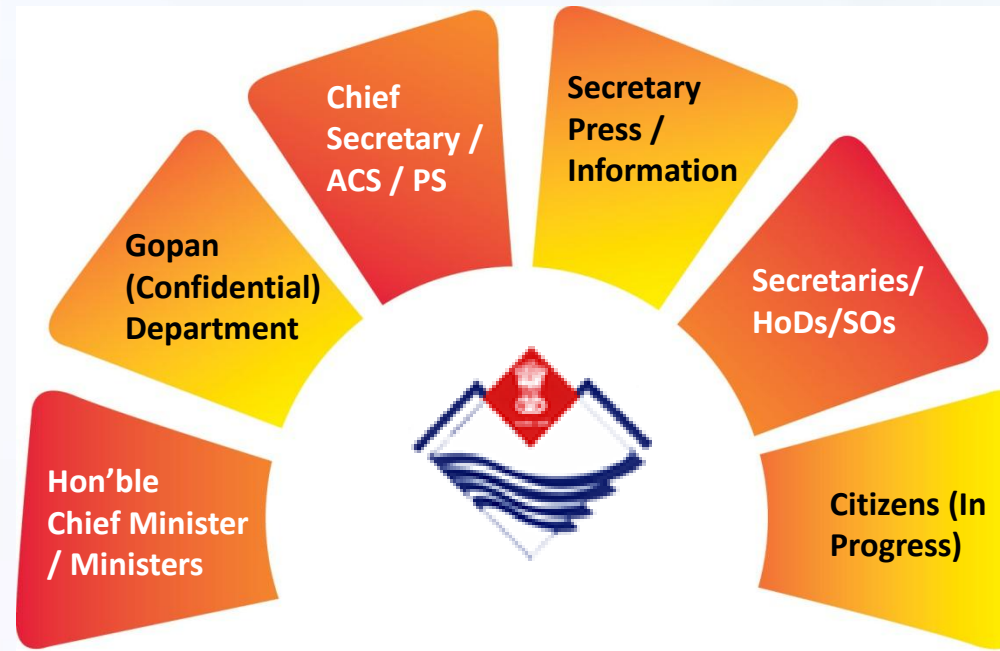 Hon’ble
Chief Minister
/ Ministers
Gopan
(Confidential)
Department
Chief
Secretary /
ACS / PS
Secretary
Press /
Information
Secretaries/
HoDs/SOs
Citizens (In
Progress)